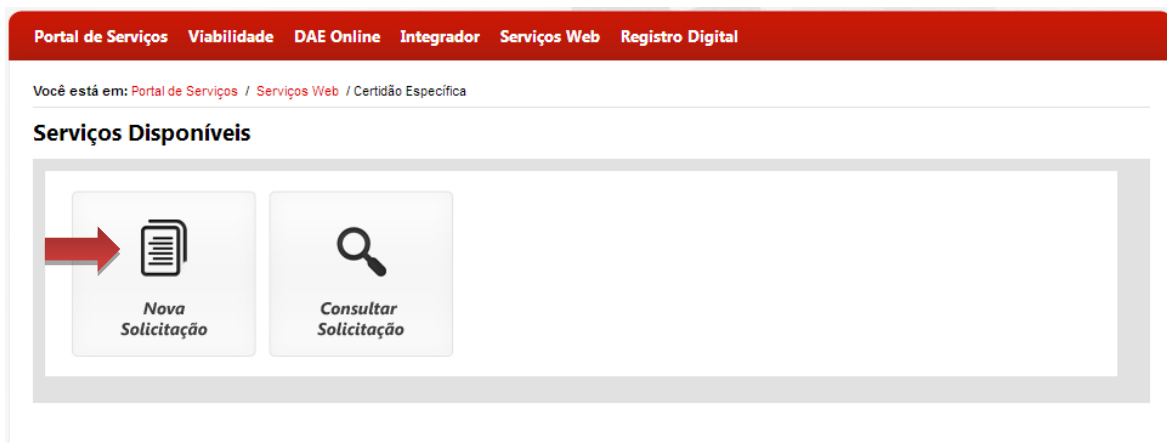 Portal de Serviços Viabilidade DAE Online Integrador Serviços Web Registro Digital
Você está em: Portal de Serviços / Serviços Web / Certidão Específica
Serviços Disponíveis
Nova
Solicitação
Consultar
Solicitação